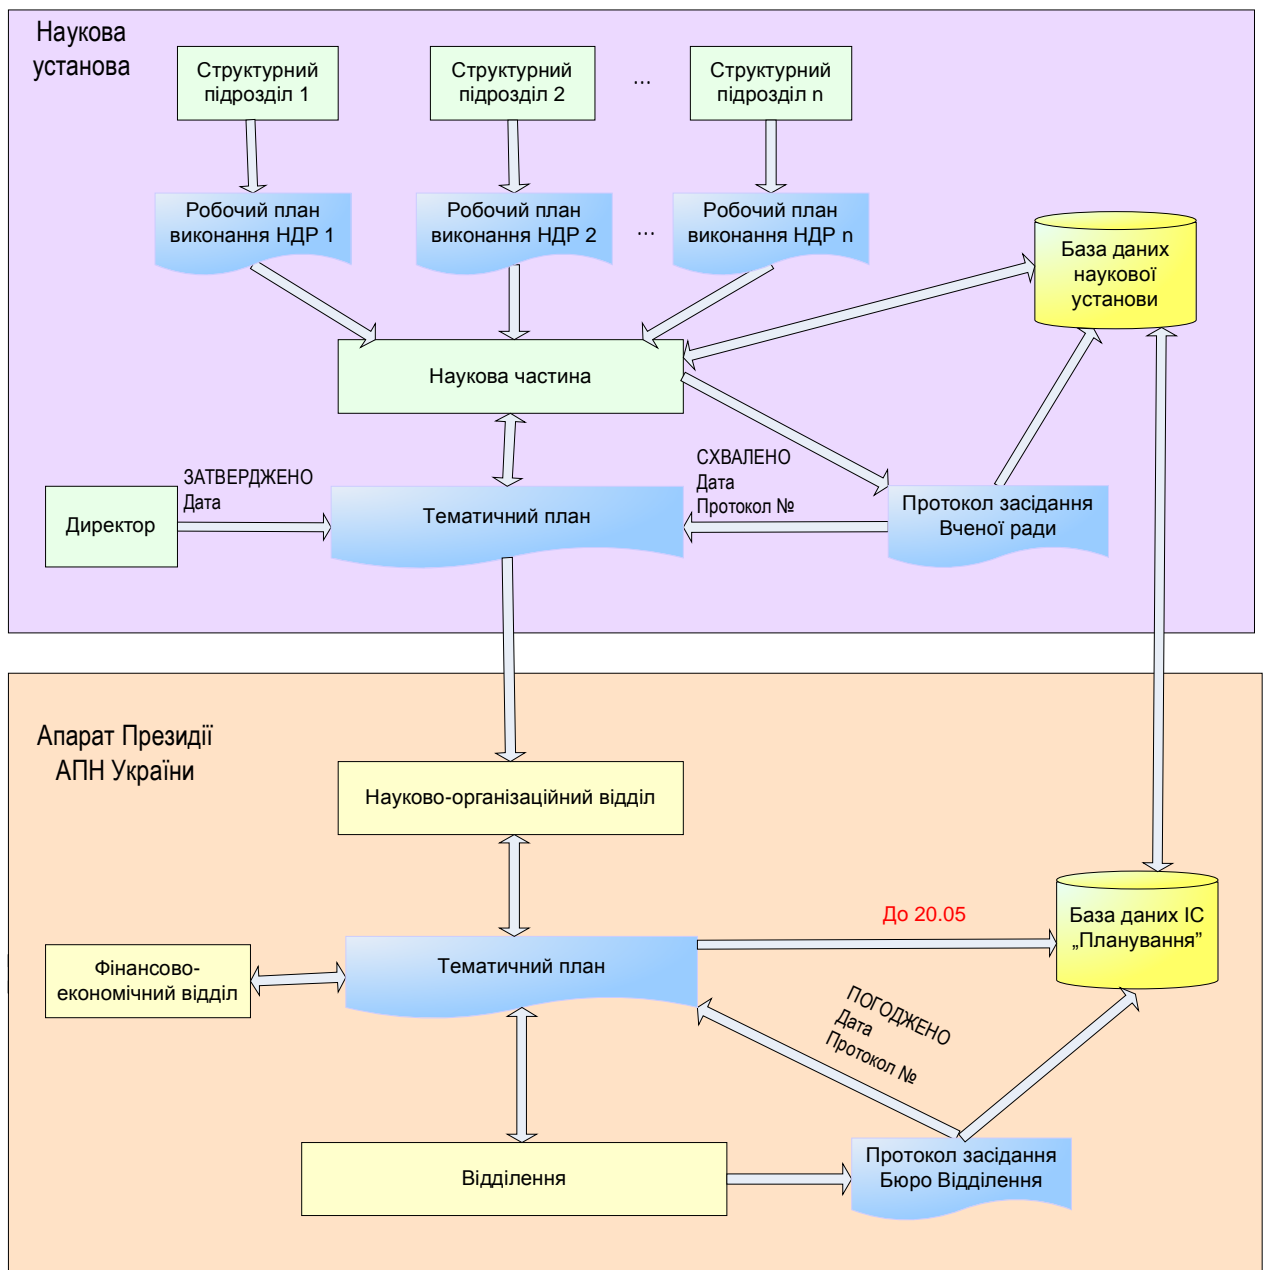 Наукова
установа
Структурний
підрозділ 1
Структурний
підрозділ 2
...
Структурний
підрозділ n
Робочий план
виконання НДР 1
Робочий план
виконання НДР 2
...
Робочий план
виконання НДР n
База даних
наукової
установи
Наукова частина
ЗАТВЕРДЖЕНО
Дата
СХВАЛЕНО
Дата
Протокол №
Директор
Тематичний план
Протокол засідання
Вченої ради
Апарат Президії
АПН України
Науково-організаційний відділ
До 20.05
База даних ІС
„Планування”
Фінансово-
економічний відділ
Тематичний план
ПОГОДЖЕНО
Дата
Протокол №
Відділення
Протокол засідання
Бюро Відділення